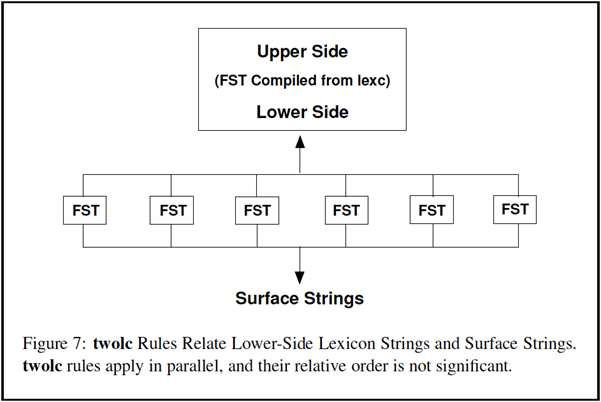 Upper Side
(FST Compiled from lexc)
Lower Side
FST FST FST FST FST FST
Surface Strings
Figure 7: twolc Rules Relate Lower-Side Lexicon Strings and Surface Strings.
twolc rules apply in parallel, and their relative order is not significant.